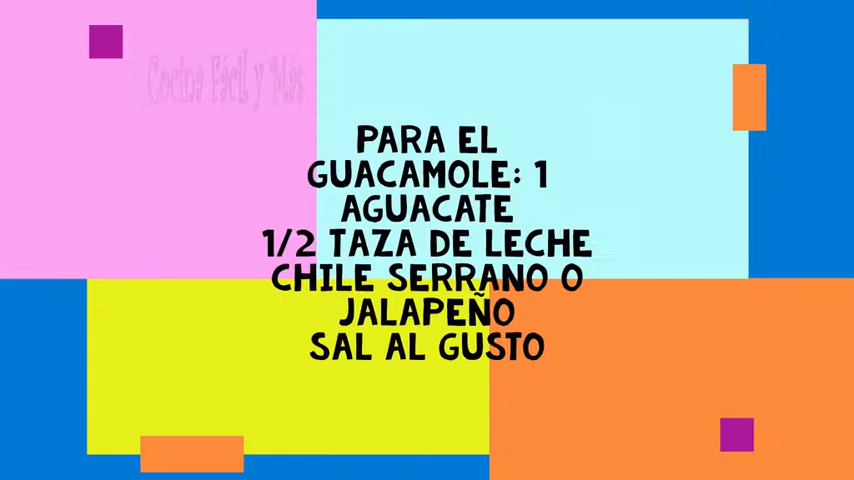 Cocina Fácil y Más
PARA EL
GUACAMOLE: 1
AGUACATE
1/2 TAZA DE LECHE
CHILE SERRANO O
JALAPEÑO
SAL AL GUSTO